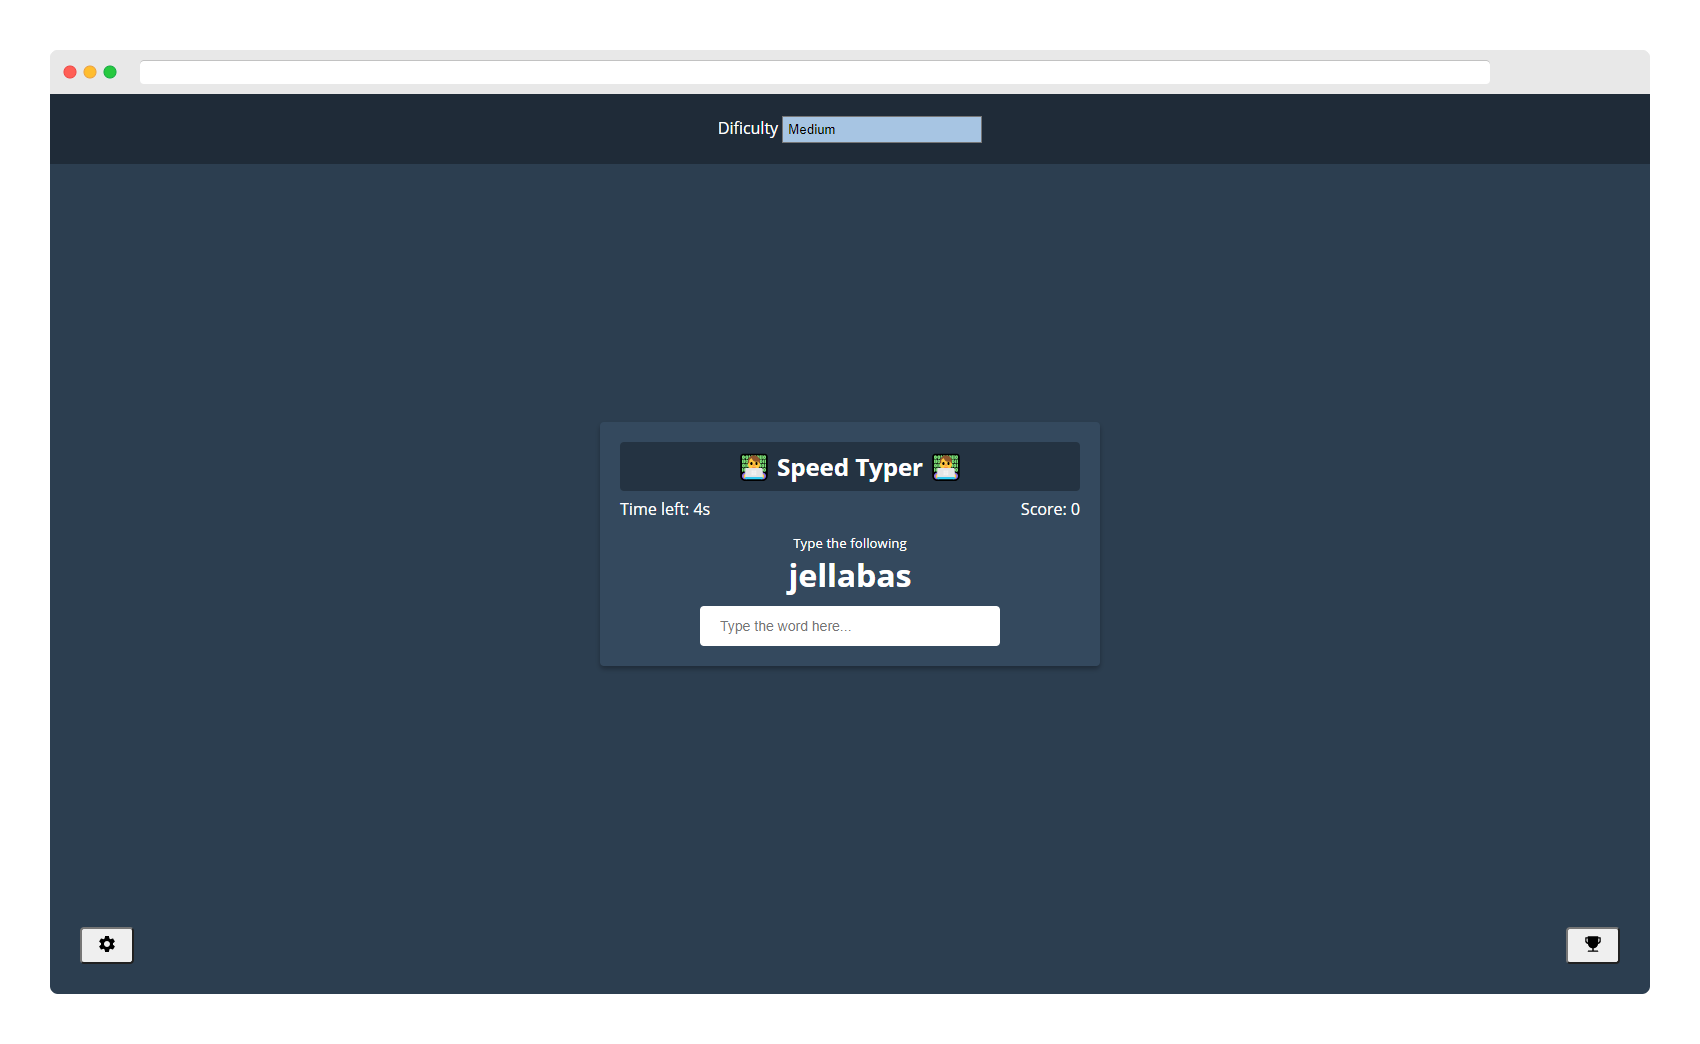 Dificulty Medium
Speed Typer
Time left: 4s Score: 0
Type the following
jellabas
Type the word here...